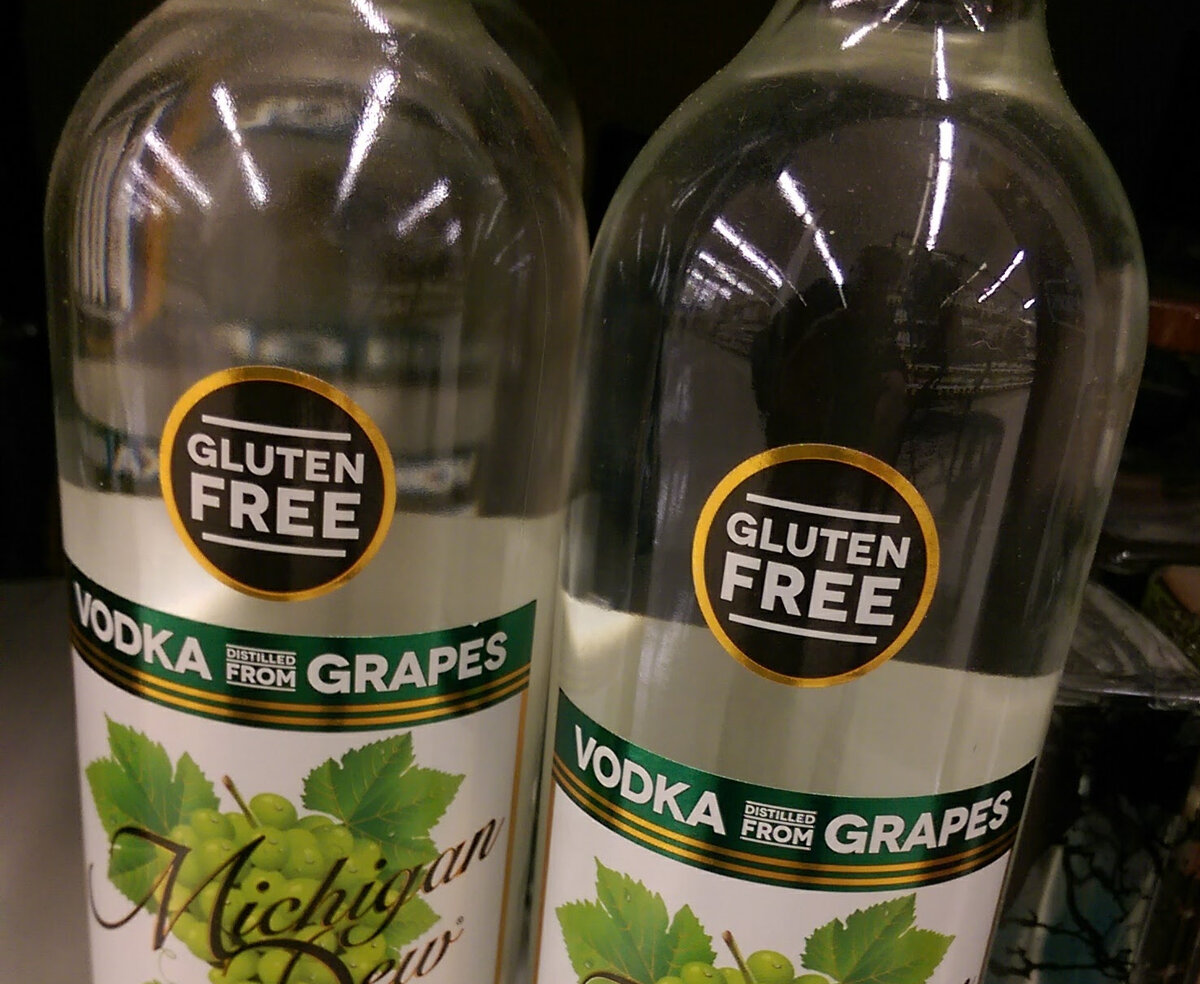 GLUTEN
FREE
VODKA DISTILLED FROM GRAPES
Michigan
Dew
GLUTEN
FREE
VODKA DISTILLED FROM GRAPES